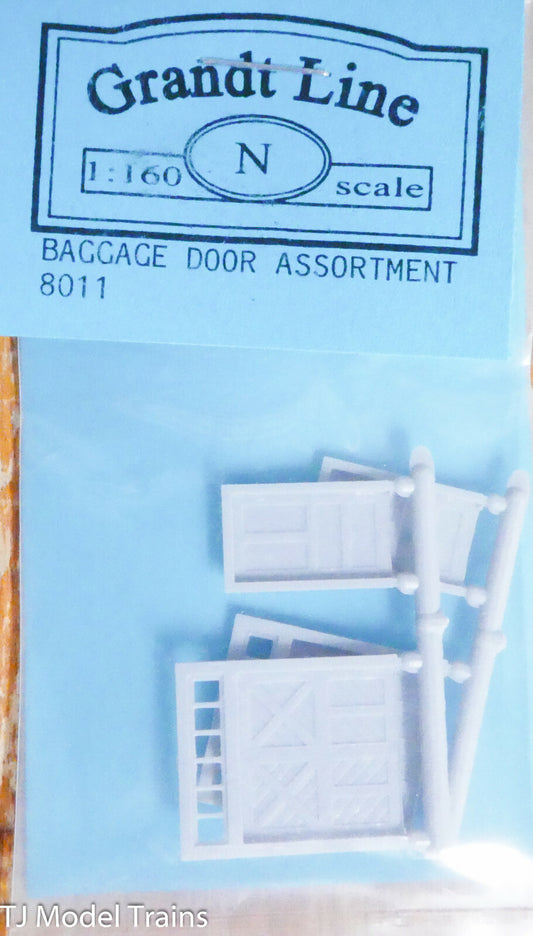 Grandt Line
1:160 N scale
BAGGAGE DOOR ASSORTMENT
8011
TJ Model Trains